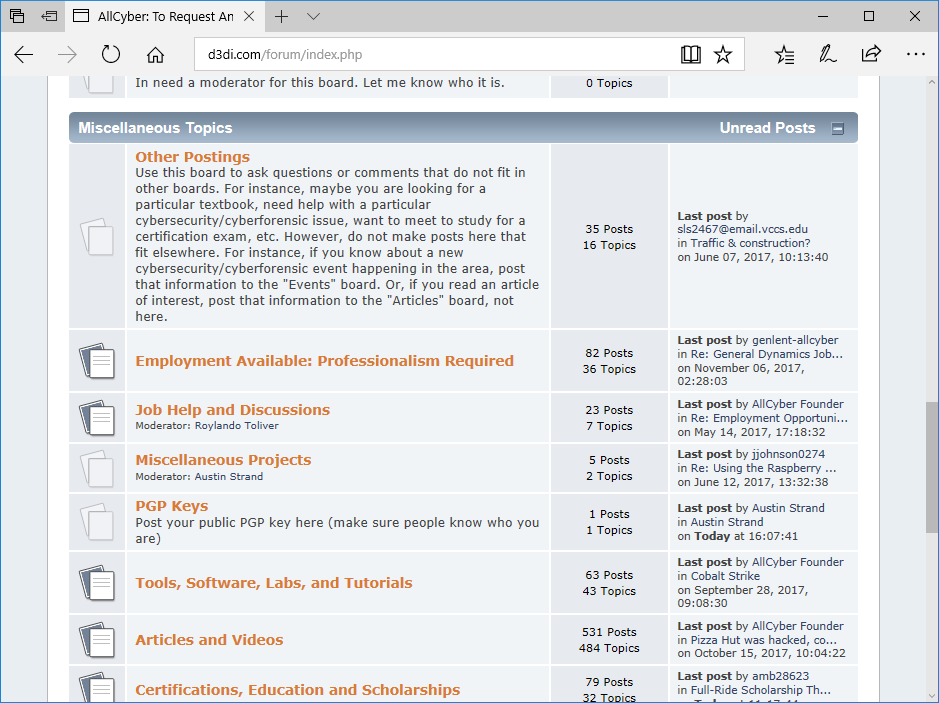 AllCyber: To Request An
d3di.com/forum/index.php
In need a moderator for this board. Let me know who it is.
0 Topics
Miscellaneous Topics
Unread Posts
Other Postings
Use this board to ask questions or comments that do not fit in
other boards. For instance, maybe you are looking for a
particular textbook, need help with a particular
cybersecurity/cyberforensic issue, want to meet to study for a
certification exam, etc. However, do not make posts here that
fit elsewhere. For instance, if you know about a new
cybersecurity/cyberforensic event happening in the area, post
that information to the "Events" board. Or, if you read an article
of interest, post that information to the "Articles" board, not
here.
35 Posts
16 Topics
Last post by
sls2467@email.vccs.edu
in Traffic & construction?
on June 07, 2017, 10:13:40
Employment Available: Professionalism Required
82 Posts
36 Topics
Last post by genlent-allcyber
in Re: General Dynamics Job...
on November 06, 2017,
02:28:03
Job Help and Discussions
Moderator: Roylando Toliver
23 Posts
7 Topics
Last post by AllCyber Founder
in Re: Employment Opportuni...
on May 14, 2017, 17:18:32
Miscellaneous Projects
Moderator: Austin Strand
5 Posts
2 Topics
Last post by jjohnson0274
in Re: Using the Raspberry ...
on June 12, 2017, 13:32:38
PGP Keys
Post your public PGP key here (make sure people know who you
are)
1 Posts
1 Topics
Last post by Austin Strand
in Austin Strand
on Today at 16:07:41
Tools, Software, Labs, and Tutorials
63 Posts
43 Topics
Last post by AllCyber Founder
in Cobalt Strike
on September 28, 2017,
09:08:30
Articles and Videos
531 Posts
484 Topics
Last post by AllCyber Founder
in Pizza Hut was hacked, co...
on October 15, 2017, 10:04:22
Certifications, Education and Scholarships
79 Posts
32 Topics
Last post by amb28623
in Full-Ride Scholarship Th...